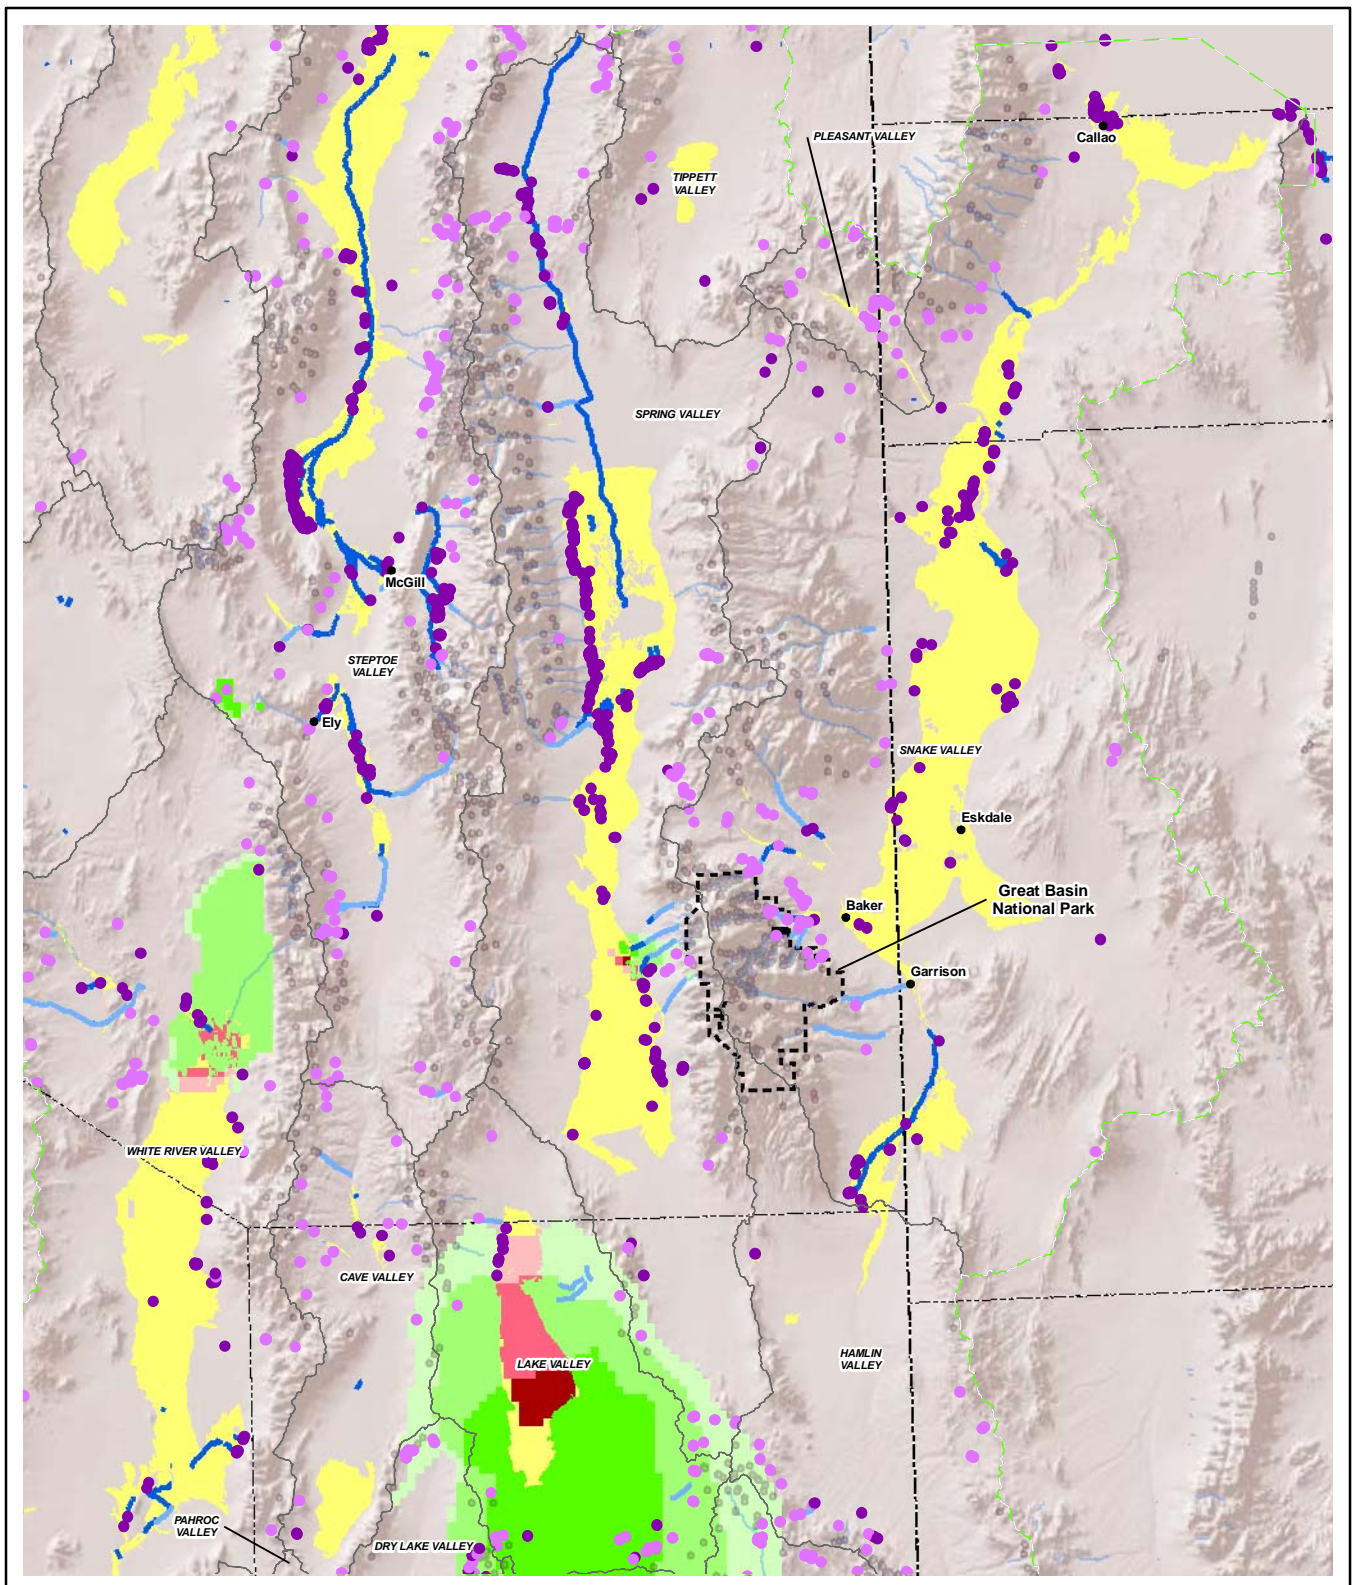 PLEASANT VALLEY
Callao
TIPPETT
VALLEY
SPRING VALLEY
McGill
STEPTOE
VALLEY
Ely
SNAKE VALLEY
Eskdale
Great Basin
National Park
Baker
Garrison
WHITE RIVER VALLEY
CAVE VALLEY
LAKE VALLEY
HAMLIN
VALLEY
PAHROC
VALLEY
DRY LAKE VALLEY